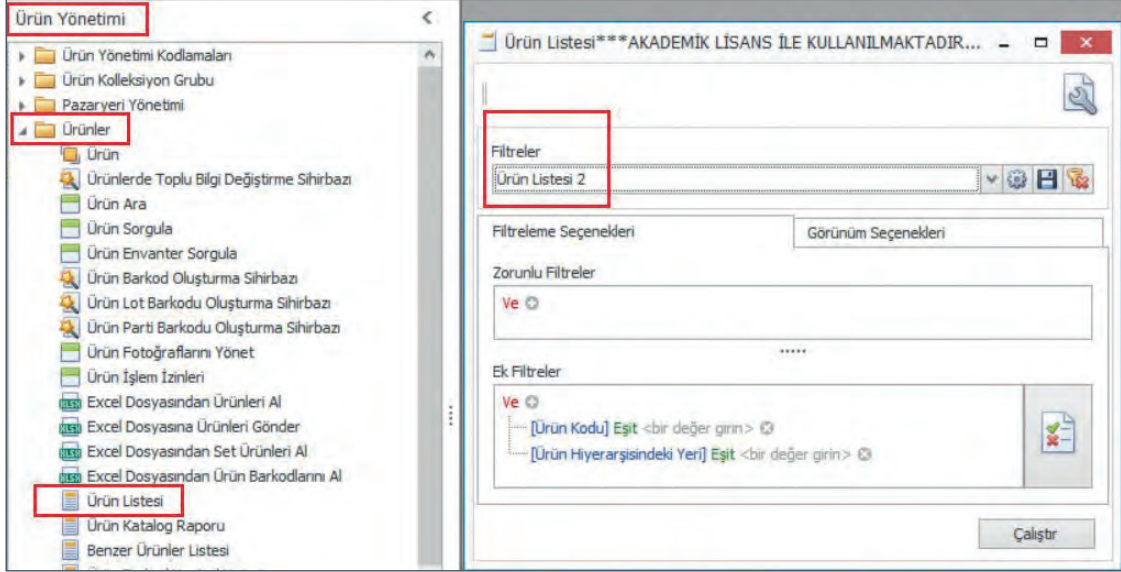 Ürün Yönetimi
Ürün Yönetimi Kodlamaları
Ürün Kolleksiyon Grubu
Pazaryeri Yönetimi
Ürünler
Ürün
Ürünlerde Toplu Bilgi Değiştirme Sihirbazı
Ürün Ara
Ürün Sorgula
Ürün Envanter Sorgula
Ürün Barkod Oluşturma Sihirbazı
Ürün Lot Barkodu Oluşturma Sihirbazı
Ürün Parti Barkodu Oluşturma Sihirbazı
Ürün Fotoğraflarını Yönet
Ürün İşlem İzinleri
XLSX Excel Dosyasından Ürünleri Al
XLSX Excel Dosyasına Ürünleri Gönder
XLSX Excel Dosyasından Set Ürünleri Al
XLSX Excel Dosyasından Ürün Barkodlarını Al
Ürün Listesi
Ürün Katalog Raporu
Benzer Ürünler Listesi
Ürün Listesi***AKADEMİK LİSANS İLE KULLANILMAKTADIR...
Filtreler
Ürün Listesi 2
Filtreleme Seçenekleri
Görünüm Seçenekleri
Zorunlu Filtreler
Ve
Ek Filtreler
Ve
[Ürün Kodu] Eşit <bir değer girin>
[Ürün Hiyerarşisindeki Yeri] Eşit <bir değer girin>
Çalıştır